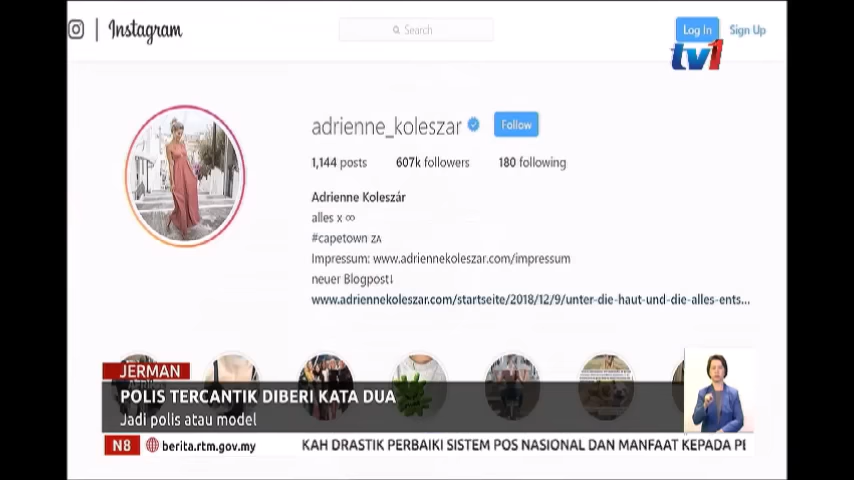 Instagram
Search
Log In
Sign Up
tv1
adrienne_koleszar
Follow
1,144 posts
607k followers
180 following
Adrienne Koleszár
alles x ∞
#capetown ZA
Impressum: www.adriennekoleszar.com/impressum
neuer Blogpost↓
www.adriennekoleszar.com/startseite/2018/12/9/unter-die-haut-und-die-alles-ents...
JERMAN
POLIS TERCANTIK DIBERI KATA DUA
Jadi polis atau model
N8
berita.rtm.gov.my
KAH DRASTIK PERBAIKI SISTEM POS NASIONAL DAN MANFAAT KEPADA PE